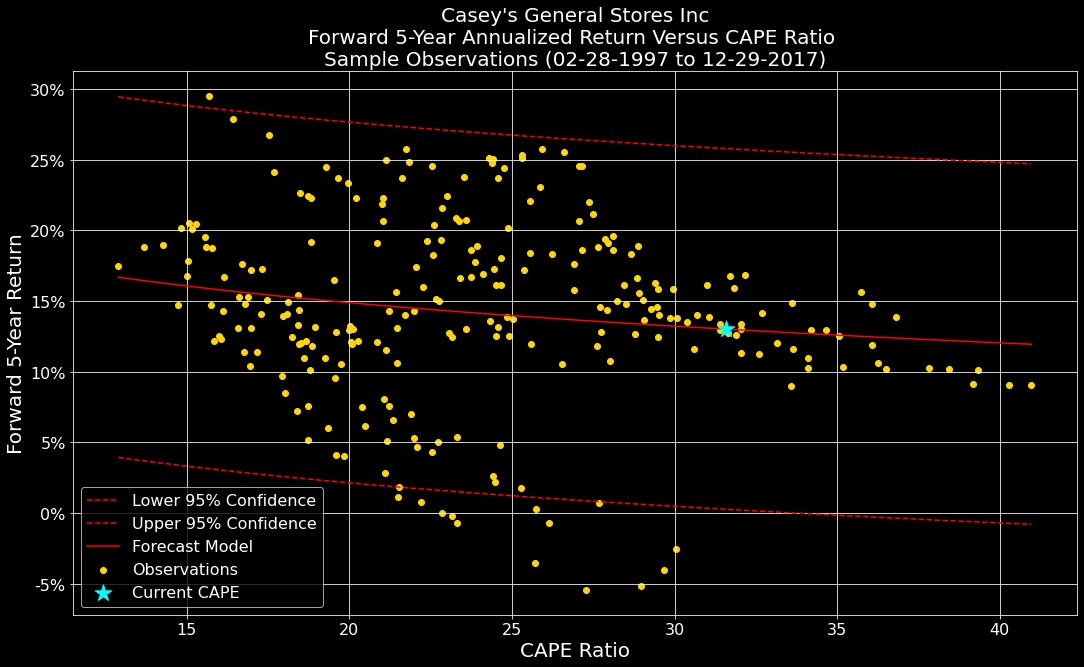 Casey's General Stores Inc
Forward 5-Year Annualized Return Versus CAPE Ratio
Sample Observations (02-28-1997 to 12-29-2017)
Forward 5-Year Return
30%
25%
20%
15%
10%
5%
0%
-5%
Lower 95% Confidence
Upper 95% Confidence
Forecast Model
Observations
Current CAPE
15 20 25 30 35 40
CAPE Ratio